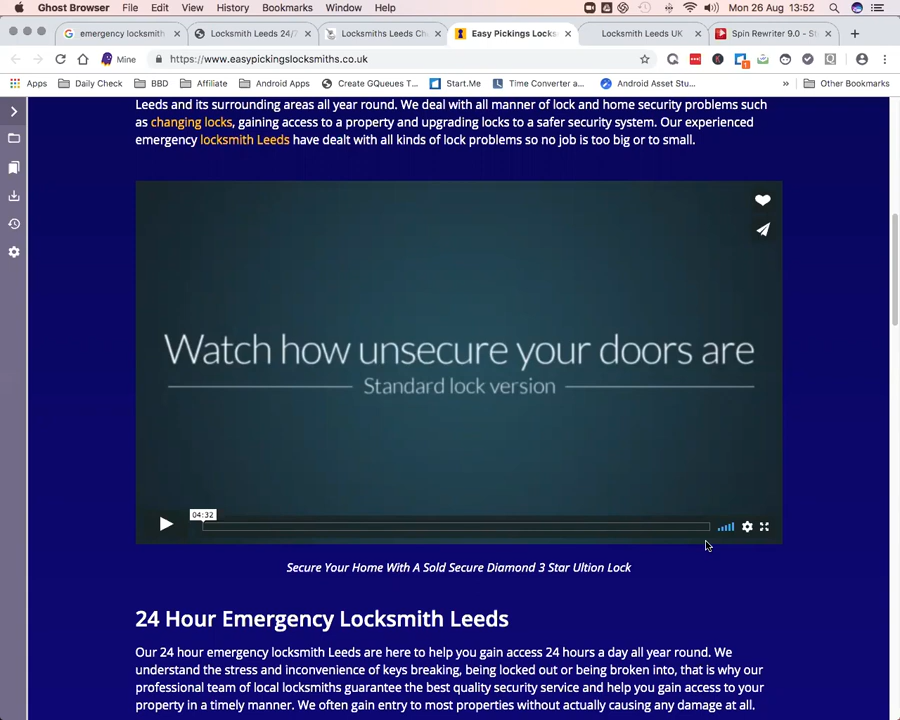 Ghost Browser File Edit View History Bookmarks Window Help Mon 26 Aug 13:52
emergency locksmith Locksmith Leeds 24/7 Locksmiths Leeds Ch Easy Pickings Locks Locksmith Leeds UK Spin Rewriter 9.0 - S
Mine https://www.easypickingslocksmiths.co.uk
Apps Daily Check BBD Affiliate Android Apps Create GQueues T... Start.Me Time Converter a... Android Asset Stu... » Other Bookmarks
Leeds and its surrounding areas all year round. We deal with all manner of lock and home security problems such
as changing locks, gaining access to a property and upgrading locks to a safer security system. Our experienced
emergency locksmith Leeds have dealt with all kinds of lock problems so no job is too big or to small.
Watch how unsecure your doors are
Standard lock version
04:32
Secure Your Home With A Sold Secure Diamond 3 Star Ultion Lock
24 Hour Emergency Locksmith Leeds
Our 24 hour emergency locksmith Leeds are here to help you gain access 24 hours a day all year round. We
understand the stress and inconvenience of keys breaking, being locked out or being broken into, that is why our
professional team of local locksmiths guarantee the best quality security service and help you gain access to your
property in a timely manner. We often gain entry to most properties without actually causing any damage at all.